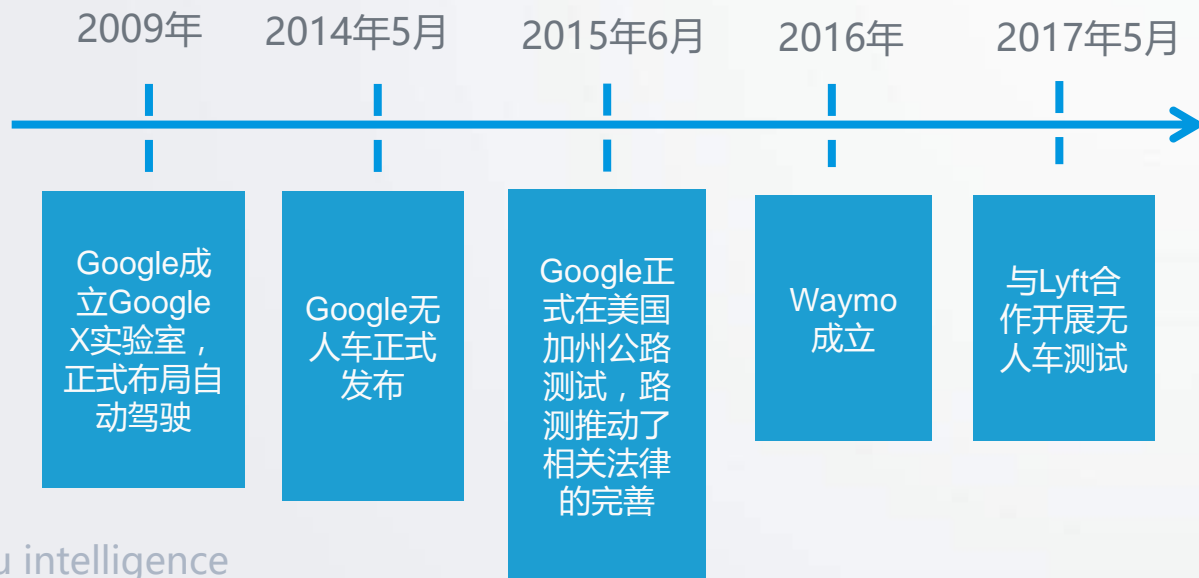 2009年
2014年5月
2015年6月
2016年
2017年5月
Google成
立Google
X实验室，
正式布局自
动驾驶
Google无
人车正式
发布
Google正
式在美国
加州公路
测试，路
测推动了
相关法律
的完善
Waymo
成立
与Lyft合
作开展无
人车测试
u intelligence